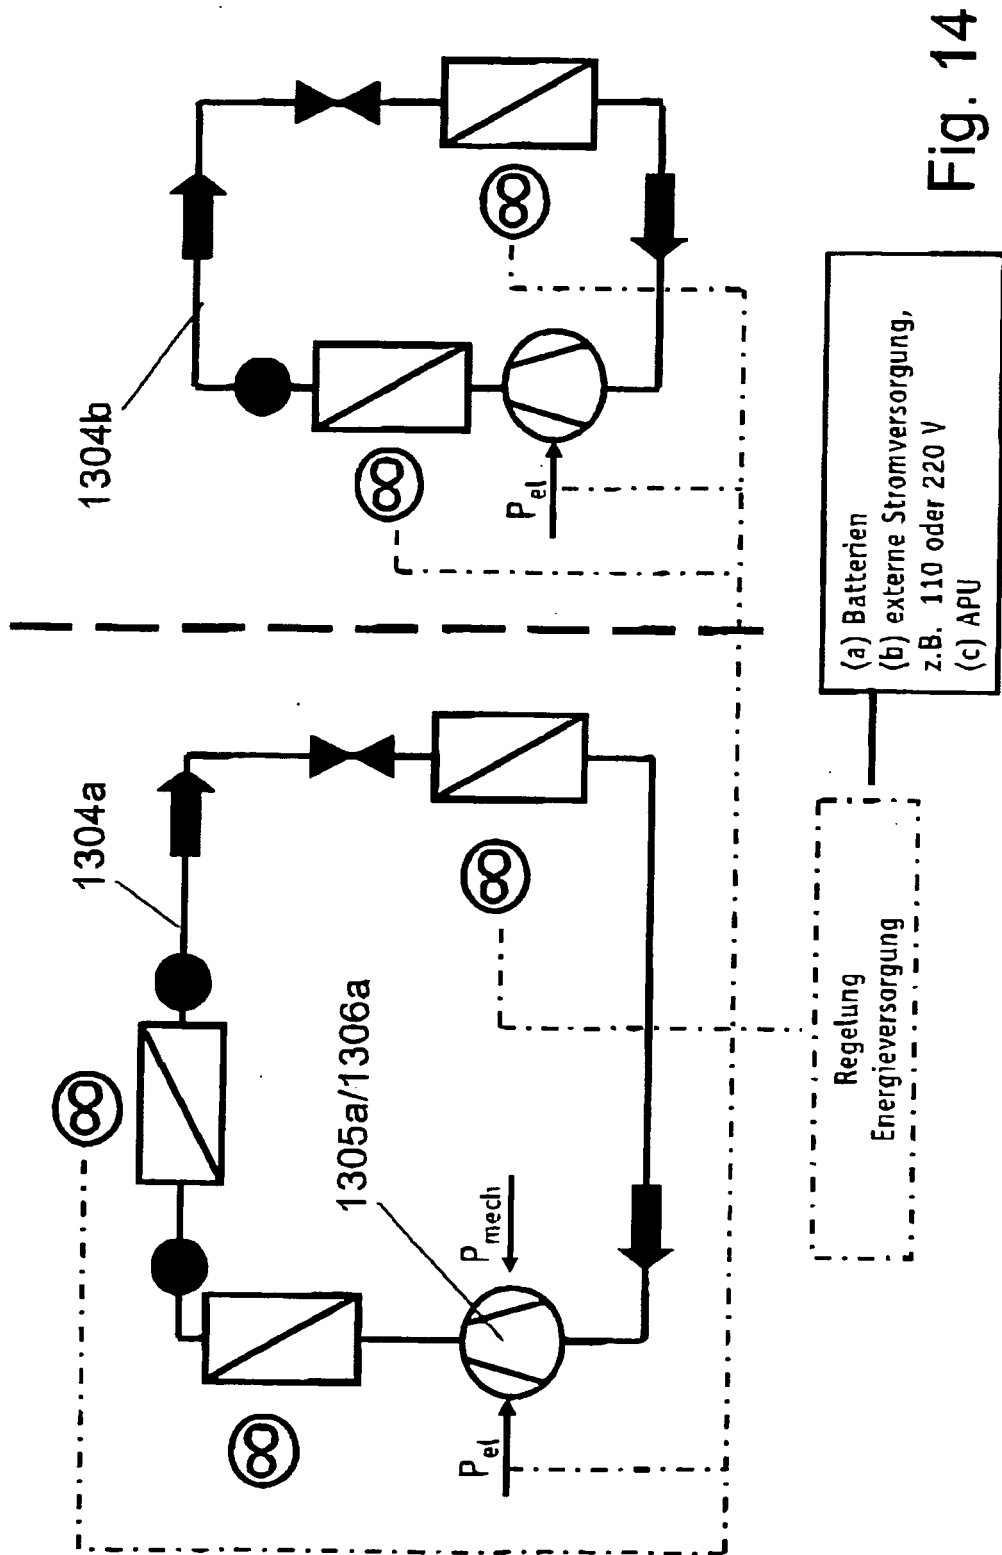 1304a
1304b
1305a/1306a
P_el
P_mech
P_el
Regelung
Energieversorgung
(a) Batterien
(b) externe Stromversorgung,
z.B. 110 oder 220 V
(c) APU
Fig. 14